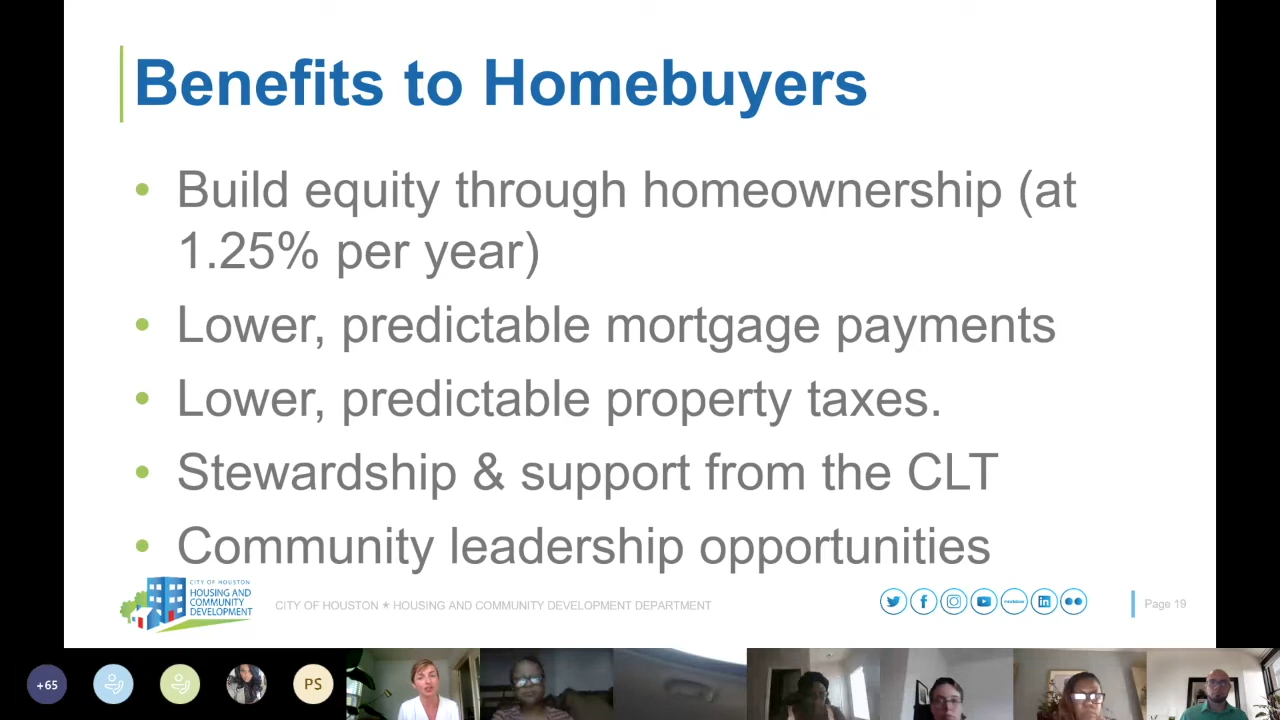 Benefits to Homebuyers
• Build equity through homeownership (at
1.25% per year)
• Lower, predictable mortgage payments
• Lower, predictable property taxes.
• Stewardship & support from the CLT
• Community leadership opportunities
CITY OF HOUSTON
HOUSING AND
COMMUNITY
DEVELOPMENT
CITY OF HOUSTON ★ HOUSING AND COMMUNITY DEVELOPMENT DEPARTMENT
Page 19
+65
PS